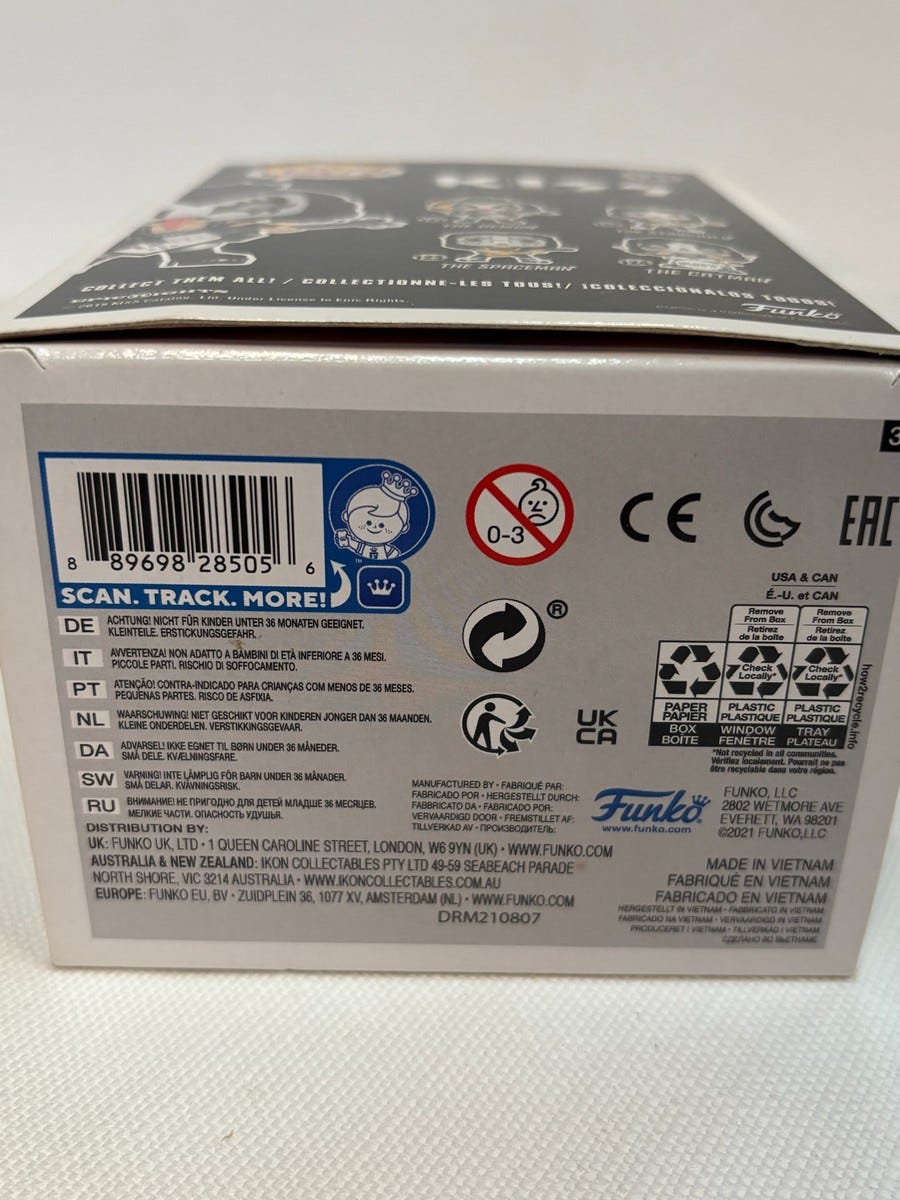 KISS
THE DEMON
THE SPACEMAN
THE CATMAN
COLLECT THEM ALL! / COLLECTIONNE-LES TOUS!/ ¡COLECCIÓNALOS TODOS!
EPIC RIGHTS
Catalog, Ltd. Under License to Epic Rights.
Funko
3
8 89698 28505 6
SCAN. TRACK. MORE!
™
0-3
CE
EAC
DE ACHTUNG! NICHT FÜR KINDER UNTER 36 MONATEN GEEIGNET.
KLEINTEILE. ERSTICKUNGSGEFAHR.
IT AVVERTENZA! NON ADATTO A BAMBINI DI ETÀ INFERIORE A 36 MESI.
PICCOLE PARTI. RISCHIO DI SOFFOCAMENTO.
PT ATENÇÃO! CONTRA-INDICADO PARA CRIANÇAS COM MENOS DE 36 MESES.
PEQUENAS PARTES. RISCO DE ASFIXIA.
NL WAARSCHUWING! NIET GESCHIKT VOOR KINDEREN JONGER DAN 36 MAANDEN.
KLEINE ONDERDELEN. VERSTIKKINGSGEVAAR.
DA ADVARSEL! IKKE EGNET TIL BØRN UNDER 36 MÅNEDER.
SMÅ DELE. KVÆLNINGSFARE.
SW VARNING! INTE LÄMPLIG FÖR BARN UNDER 36 MÅNADER.
SMÅ DELAR. KVÄVNINGSRISK.
RU ВНИМАНИЕ! НЕ ПРИГОДНО ДЛЯ ДЕТЕЙ МЛАДШЕ 36 МЕСЯЦЕВ.
МЕЛКИЕ ЧАСТИ. ОПАСНОСТЬ УДУШЬЯ.
®
UK
CA
USA & CAN
É.-U. et CAN
Remove From Box
Retirez de la boîte
Remove From Box
Retirez de la boîte
Check Locally*
Check Locally*
PAPER
PAPIER
BOX
BOÎTE
PLASTIC
PLASTIQUE
WINDOW
FENÊTRE
PLASTIC
PLASTIQUE
TRAY
PLATEAU
how2recycle.info
*Not recycled in all communities.
Vérifiez localement. Pourrait ne pas
être recyclable dans votre région.
MANUFACTURED BY • FABRIQUÉ PAR:
FABRICADO POR • HERGESTELLT DURCH:
FABBRICATO DA • FABRICADO POR:
VERVAARDIGD DOOR • FREMSTILLET AF:
TILLVERKAD AV • ПРОИЗВОДИТЕЛЬ:
Funko®
www.funko.com
FUNKO, LLC
2802 WETMORE AVE
EVERETT, WA 98201
©2021 FUNKO,LLC
DISTRIBUTION BY:
UK: FUNKO UK, LTD • 1 QUEEN CAROLINE STREET, LONDON, W6 9YN (UK) • WWW.FUNKO.COM
AUSTRALIA & NEW ZEALAND: IKON COLLECTABLES PTY LTD 49-59 SEABEACH PARADE
NORTH SHORE, VIC 3214 AUSTRALIA • WWW.IKONCOLLECTABLES.COM.AU
EUROPE: FUNKO EU, BV • ZUIDPLEIN 36, 1077 XV, AMSTERDAM (NL) • WWW.FUNKO.COM
DRM210807
MADE IN VIETNAM
FABRIQUÉ EN VIETNAM
FABRICADO EN VIETNAM
HERGESTELLT IN VIETNAM • FABBRICATO IN VIETNAM
FABRICADO NA VIETNAM • VERVAARDIGD IN VIETNAM
PRODUCERET I VIETNAM • TILLVERKAD I VIETNAM
СДЕЛАНО ВО ВЬЕТНАМЕ